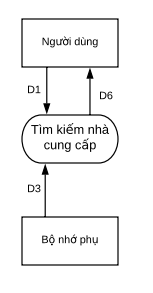 Người dùng
D1
D6
Tìm kiếm nhà
cung cấp
D3
Bộ nhớ phụ